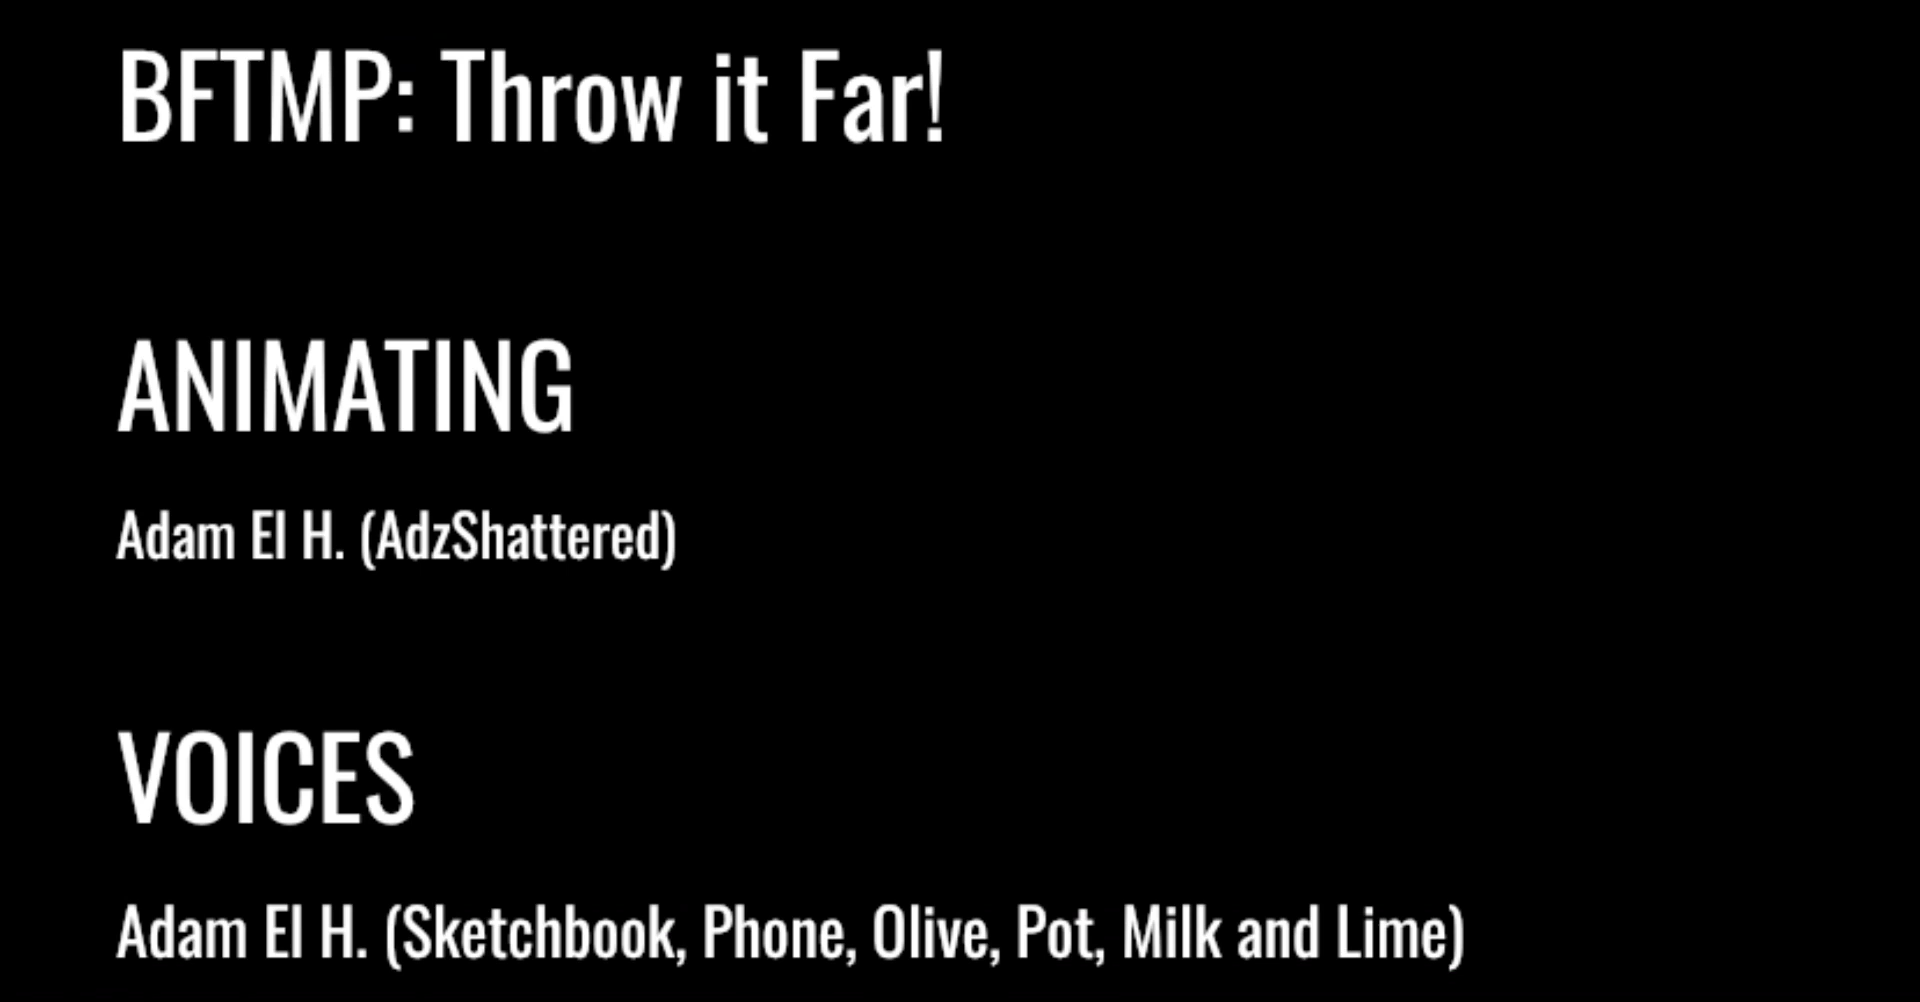 BFTMP: Throw it Far!
ANIMATING
Adam El H. (AdzShattered)
VOICES
Adam El H. (Sketchbook, Phone, Olive, Pot, Milk and Lime)